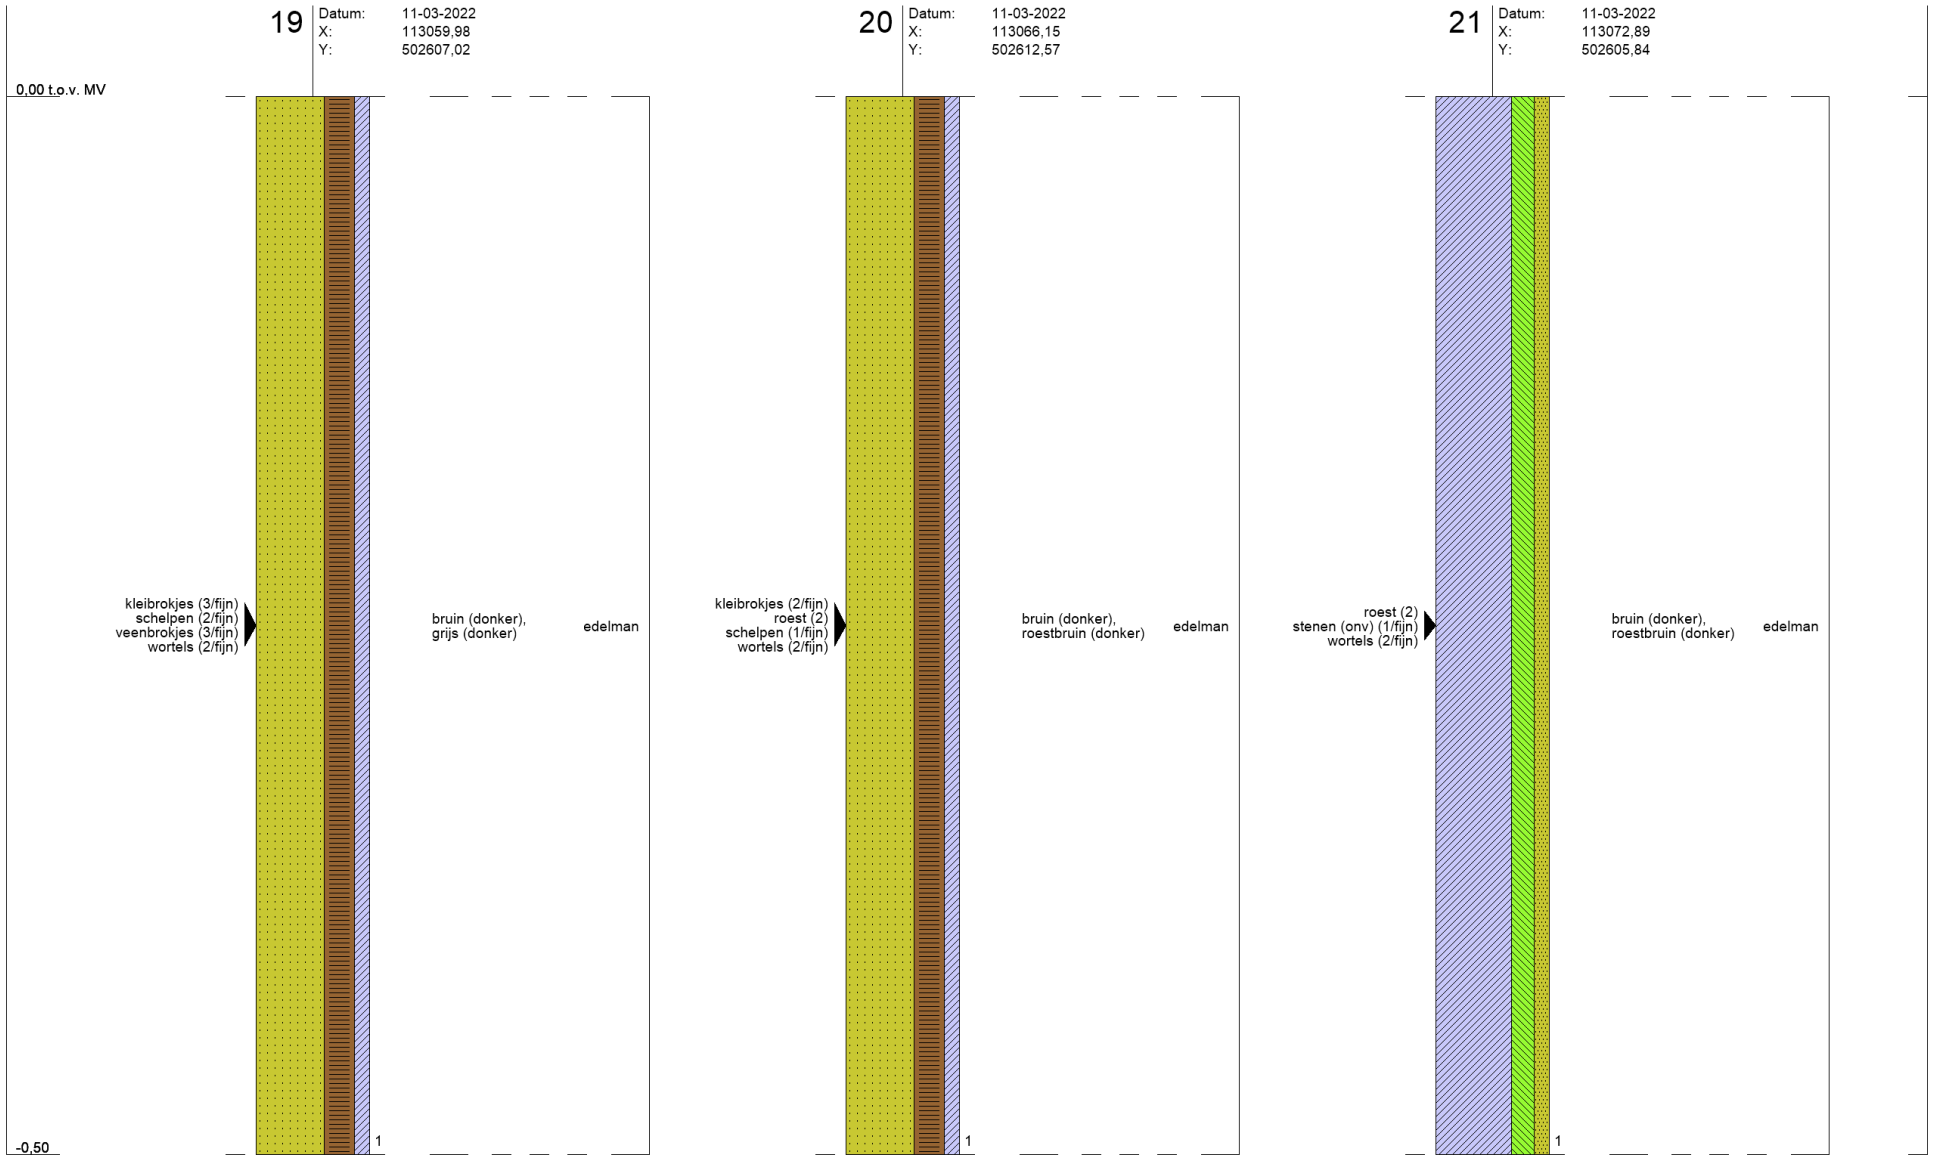 19
Datum: 11-03-2022
X: 113059,98
Y: 502607,02
20
Datum: 11-03-2022
X: 113066,15
Y: 502612,57
21
Datum: 11-03-2022
X: 113072,89
Y: 502605,84
0,00 t.o.v. MV
kleibrokjes (3/fijn)
schelpen (2/fijn)
veenbrokjes (3/fijn)
wortels (2/fijn)
bruin (donker),
grijs (donker)
edelman
1
kleibrokjes (2/fijn)
roest (2)
schelpen (1/fijn)
wortels (2/fijn)
bruin (donker),
roestbruin (donker)
edelman
1
roest (2)
stenen (onv) (1/fijn)
wortels (2/fijn)
bruin (donker),
roestbruin (donker)
edelman
1
-0,50